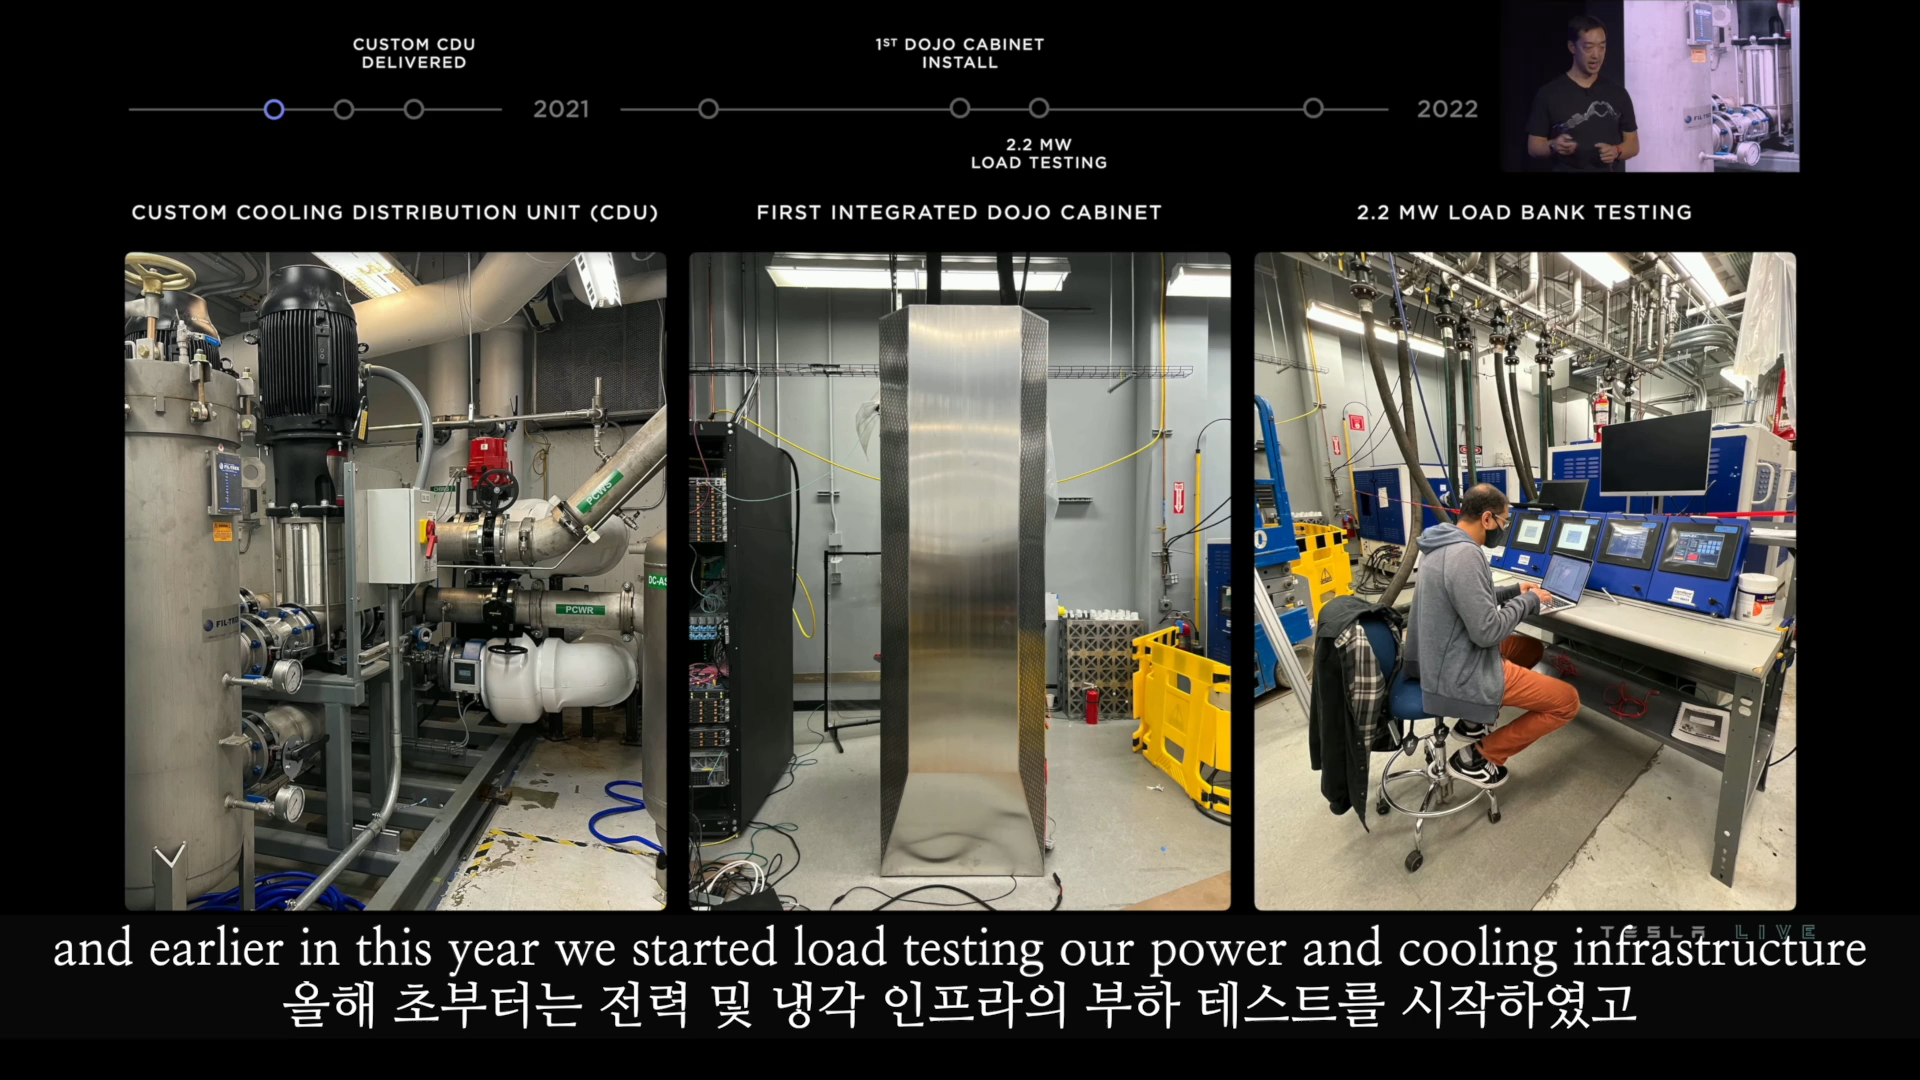 CUSTOM CDU
DELIVERED
1ST DOJO CABINET
INSTALL
2021
2022
2.2 MW
LOAD TESTING
CUSTOM COOLING DISTRIBUTION UNIT (CDU)
FIRST INTEGRATED DOJO CABINET
2.2 MW LOAD BANK TESTING
PCWS
PCWR
TESLA LIVE
and earlier in this year we started load testing our power and cooling infrastructure
올해 초부터는 전력 및 냉각 인프라의 부하 테스트를 시작하였고